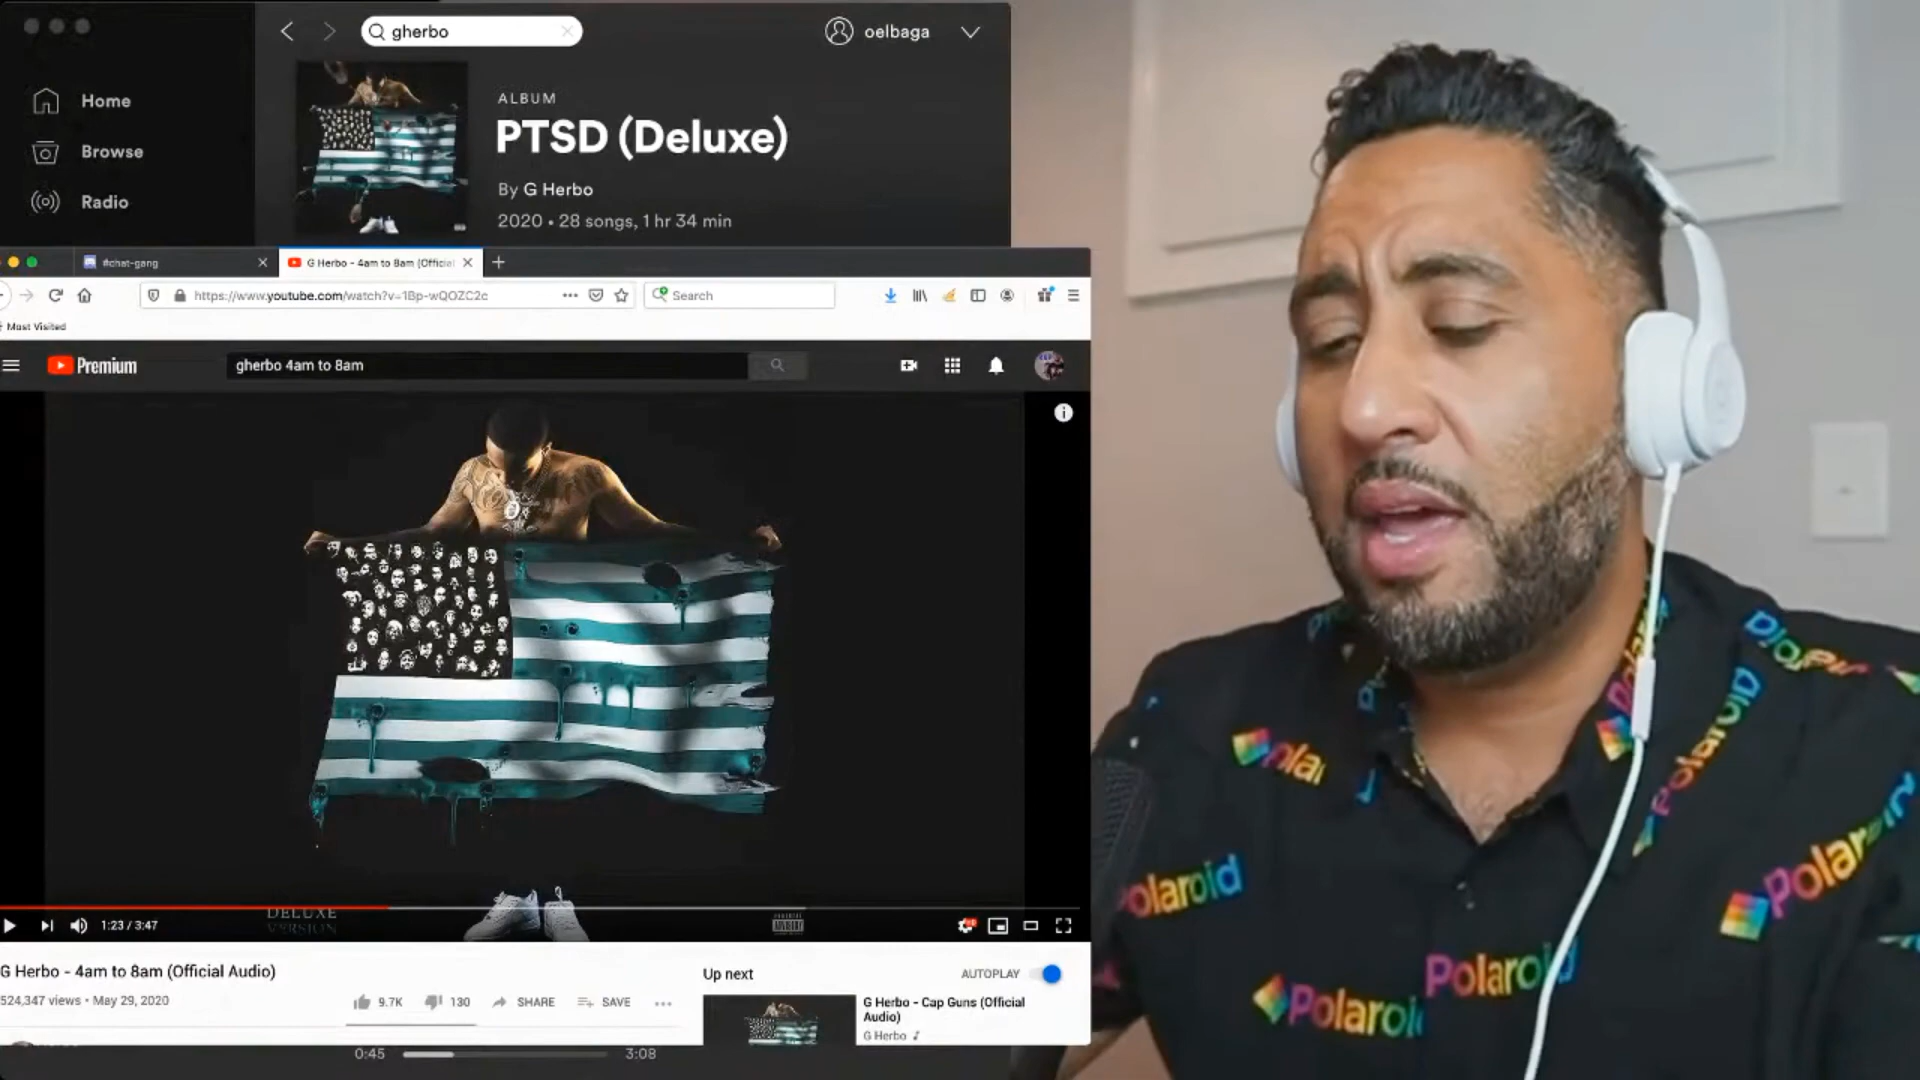 gherbo
oelbaga
Home
Browse
Radio
ALBUM
PTSD (Deluxe)
By G Herbo
2020 • 28 songs, 1 hr 34 min
#chat-gang
G Herbo - 4am to 8am (Official
https://www.youtube.com/watch?v=1Bp-wQOZC2c
Search
Most Visited
Premium
gherbo 4am to 8am
DELUXE
VERSION
1:23 / 3:47
G Herbo - 4am to 8am (Official Audio)
524,347 views • May 29, 2020
9.7K
130
SHARE
SAVE
Up next
AUTOPLAY
G Herbo - Cap Guns (Official
Audio)
G Herbo
0:45
3:08
Polaroid
Polaroid
Polaroid
Polaroid